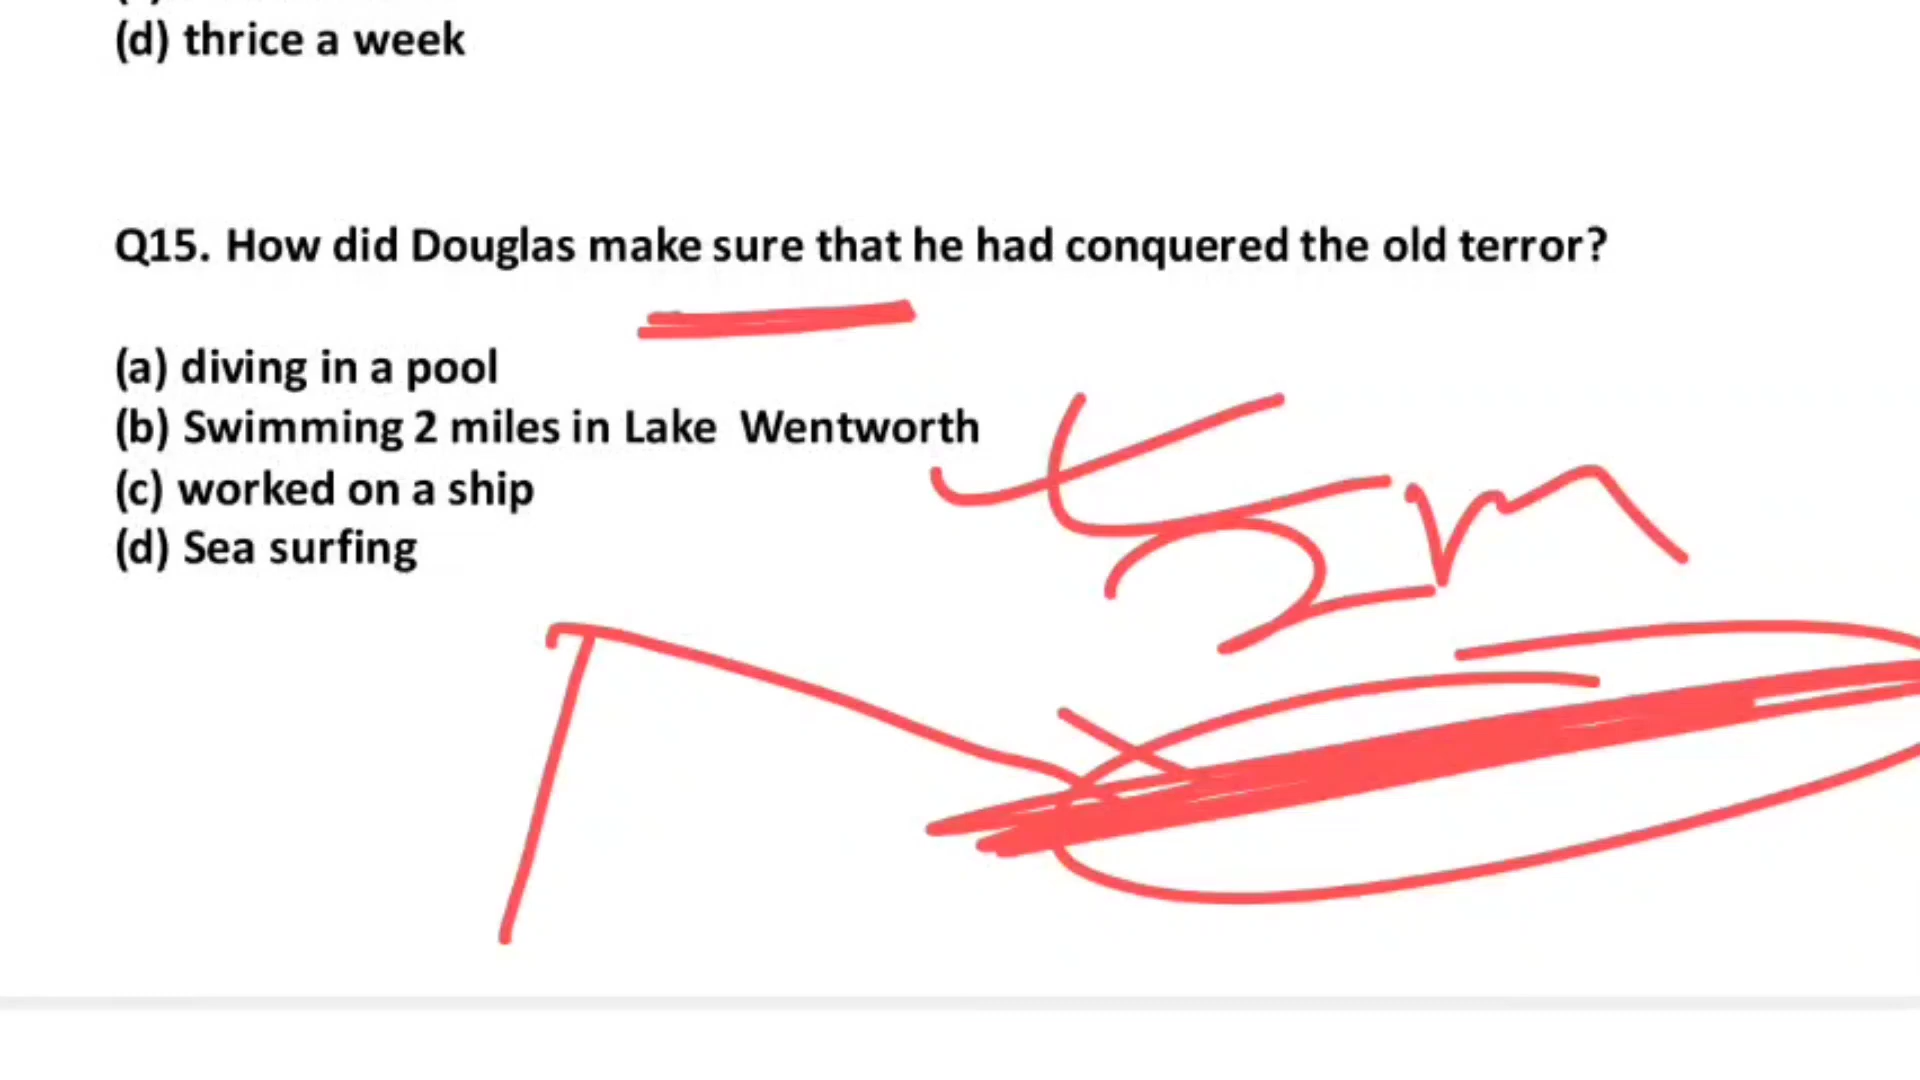 (d) thrice a week
Q15. How did Douglas make sure that he had conquered the old terror?
(a) diving in a pool
(b) Swimming 2 miles in Lake Wentworth
(c) worked on a ship
(d) Sea surfing